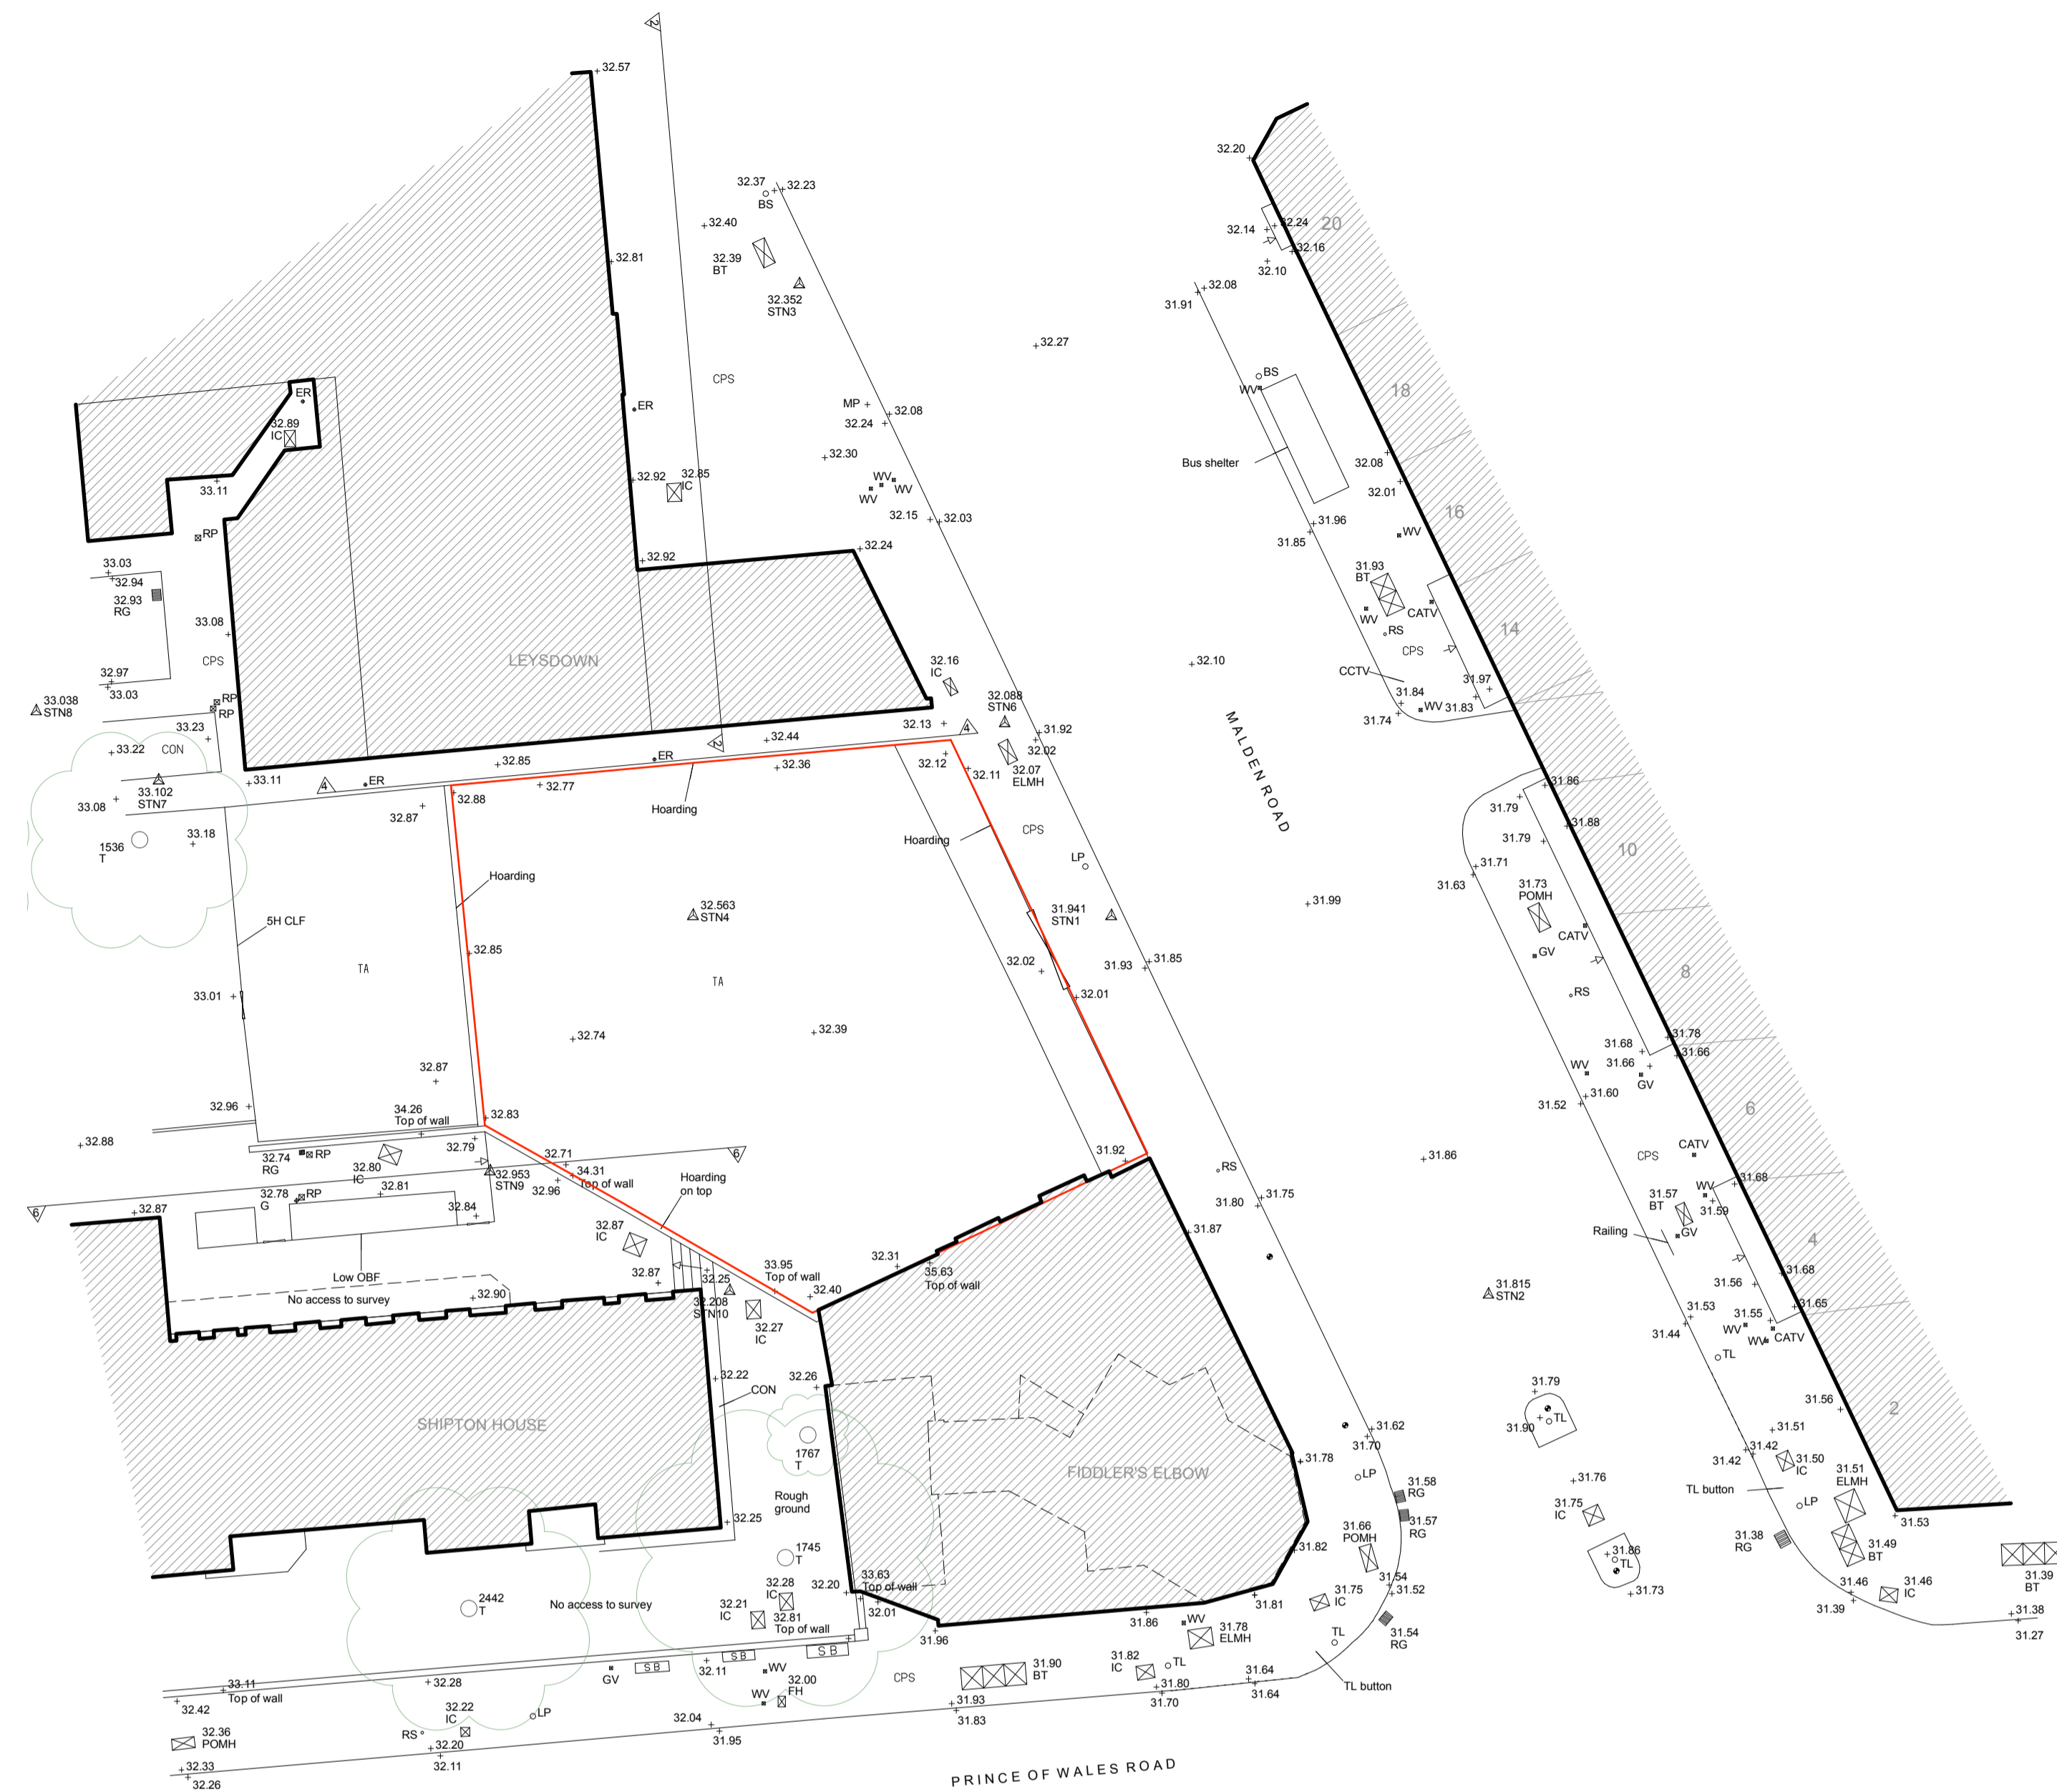 2
32.57
32.20
32.37
32.23
BS
32.40
20
32.24
32.14
32.16
32.81
32.39
BT
32.10
32.352
STN3
32.08
31.91
32.27
CPS
BS
18
WV
ER
ER
MP
32.08
32.24
32.89
IC
32.30
Bus shelter
32.08
33.11
32.92
32.85
IC
WV
WV
WV
32.01
16
32.15
32.03
31.96
31.85
WV
RP
32.92
32.24
33.03
32.94
32.93
RG
31.93
BT
CATV
WV
33.08
RS
14
CPS
LEYSDOWN
CPS
32.16
IC
32.10
CCTV
32.97
33.03
31.97
31.84
31.83
WV
31.74
33.038
STN8
RP
RP
32.088
STN6
32.13
4
31.92
33.23
CON
33.22
2
32.44
32.02
MALDEN ROAD
32.85
ER
32.36
32.12
32.11
32.07
ELMH
33.11
4
ER
32.77
31.86
31.79
33.102
STN7
33.08
32.88
32.87
Hoarding
31.88
33.18
Hoarding
CPS
31.79
10
1536
T
LP
31.71
31.63
Hoarding
31.73
POMH
5H CLF
32.563
STN4
31.941
STN1
31.99
CATV
GV
32.85
TA
TA
32.02
31.93
31.85
8
33.01
32.01
RS
32.74
32.39
31.78
31.68
31.66
31.66
32.87
WV
GV
32.96
34.26
Top of wall
32.83
31.60
31.52
6
32.88
32.79
32.74
RG
RP
32.80
IC
32.71
6
31.92
31.86
CATV
CPS
32.953
STN9
34.31
Top of wall
32.96
Hoarding
on top
RS
31.68
32.78
G
RP
32.81
WV
31.57
BT
31.59
6
32.87
32.84
31.80
31.75
32.87
IC
31.87
Railing
GV
4
32.31
33.95
Top of wall
35.63
Top of wall
Low OBF
32.87
32.25
31.68
31.56
31.815
STN2
No access to survey
32.90
32.208
STN10
32.40
31.65
32.27
IC
31.53
31.44
31.55
WV
WV
CATV
TL
32.22
CON
32.26
31.79
31.56
2
SHIPTON HOUSE
31.90
TL
31.62
31.70
31.51
1767
T
31.42
31.42
31.50
IC
FIDDLER'S ELBOW
31.78
LP
31.51
ELMH
31.76
31.58
RG
TL button
LP
Rough
ground
31.75
IC
31.53
32.25
31.57
RG
31.66
POMH
31.38
RG
31.49
BT
31.82
31.86
TL
1745
T
31.39
BT
33.63
Top of wall
32.20
31.54
31.52
31.73
31.46
31.39
31.46
IC
2442
T
No access to survey
32.28
IC
32.21
IC
32.01
31.81
31.75
IC
31.38
31.27
32.81
Top of wall
31.86
WV
31.78
ELMH
31.54
RG
31.96
TL
SB
SB
SB
32.11
WV
GV
CPS
31.90
BT
31.82
IC
TL
31.64
31.64
TL button
33.11
Top of wall
32.28
32.00
FH
WV
31.80
31.70
32.42
31.93
31.83
32.22
IC
LP
32.36
POMH
RS
32.04
31.95
32.20
32.11
32.33
32.26
PRINCE OF WALES ROAD